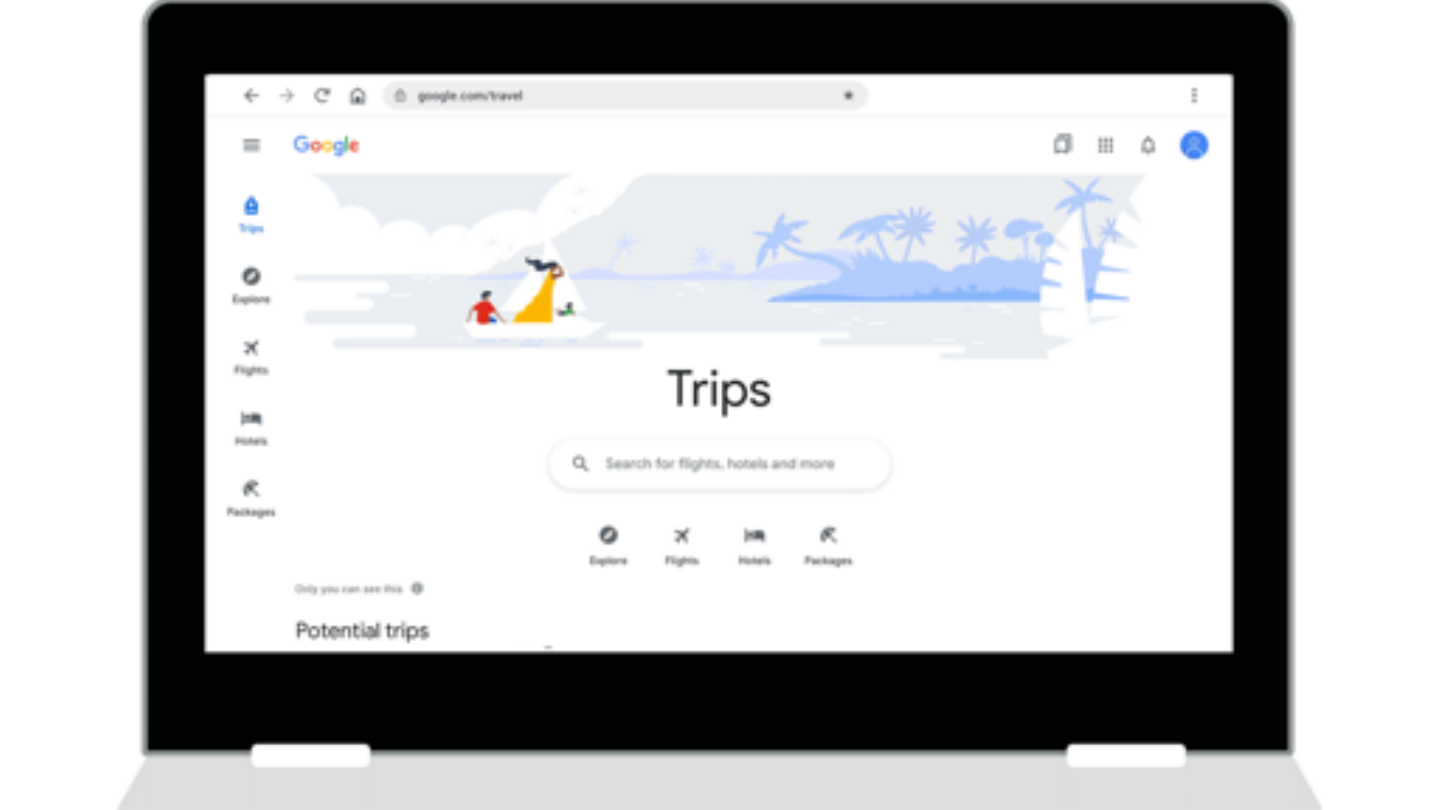 google.com/travel
Google
Trips
Explore
Flights
Hotels
Packages
Trips
Search for flights, hotels and more
Explore Flights Hotels Packages
Only you can see this
Potential trips